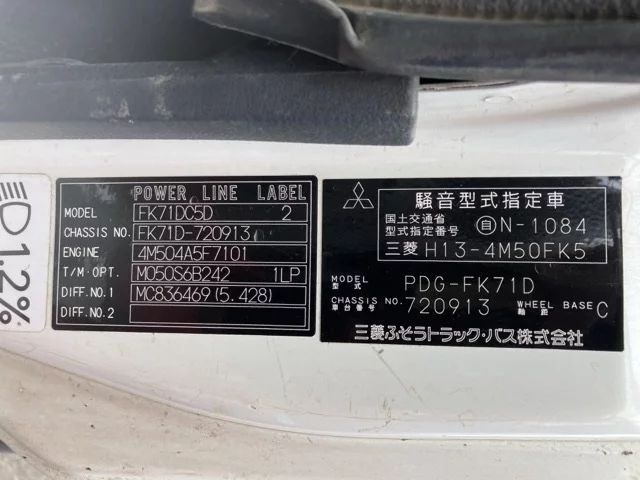 1.2%
POWER LINE LABEL
MODEL FK71DC5D 2
CHASSIS NO. FK71D-720913
ENGINE 4M504A5F7101
T/M・OPT. M050S6B242 1LP
DIFF.NO.1 MC836469(5.428)
DIFF.NO.2
騒音型式指定車
国土交通省
型式指定番号 自 N-1084
三菱 H13-4M50FK5
MODEL 型式 PDG-FK71D
CHASSIS NO. 車台番号 720913 WHEEL BASE 軸距 C
三菱ふそうトラック・バス株式会社